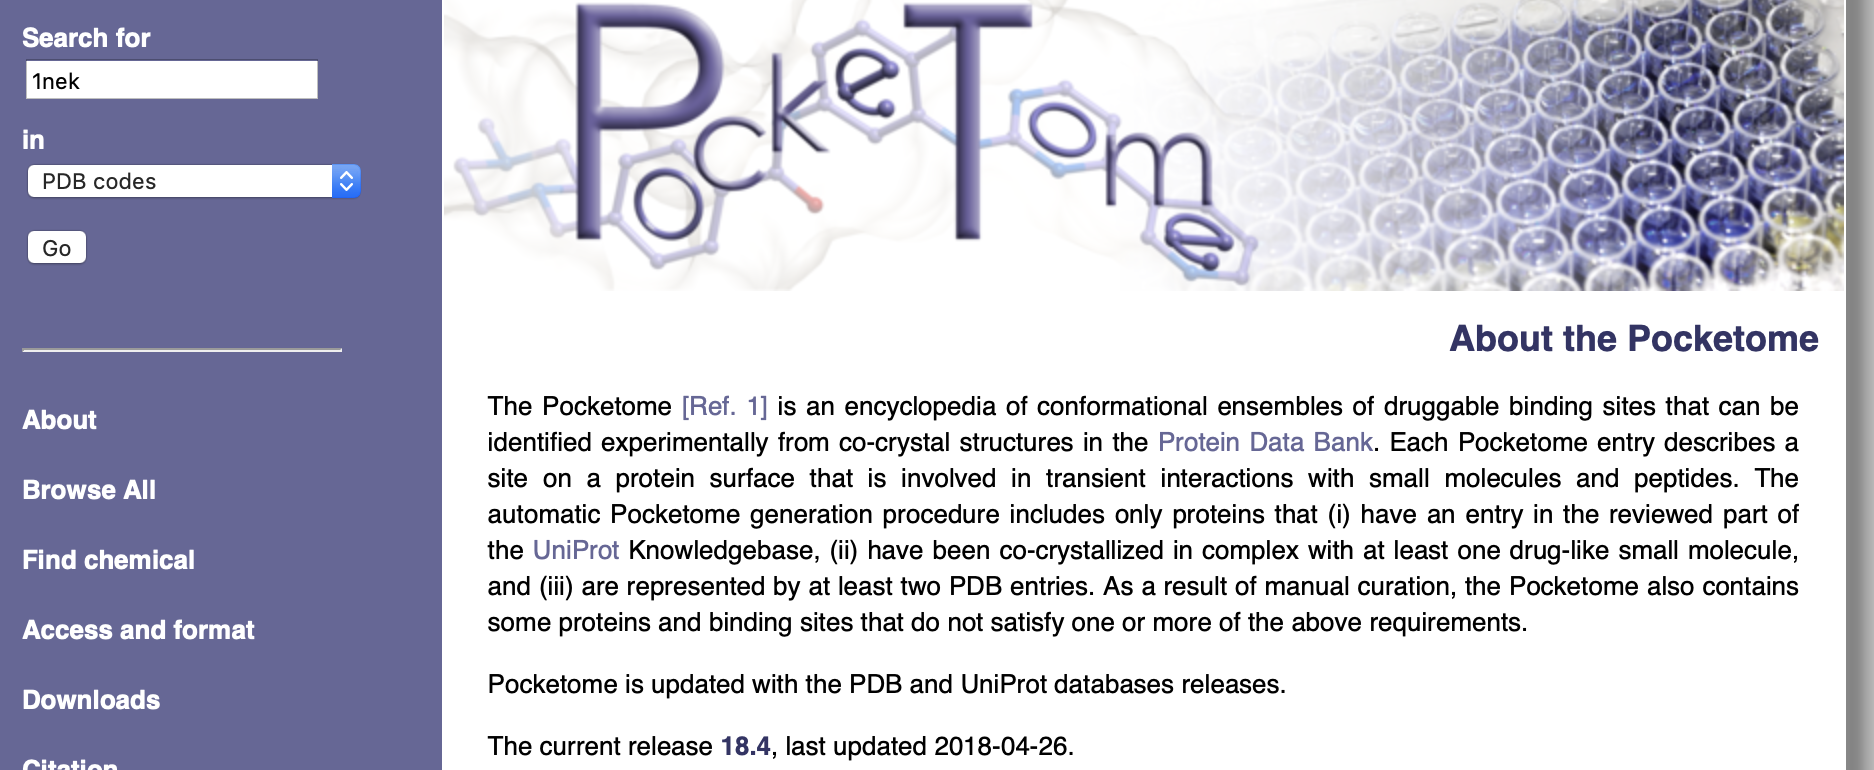 Search for
1nek
in
PDB codes
Go
About
Browse All
Find chemical
Access and format
Downloads
Citation
PockeTome
About the Pocketome
The Pocketome [Ref. 1] is an encyclopedia of conformational ensembles of druggable binding sites that can be
identified experimentally from co-crystal structures in the Protein Data Bank. Each Pocketome entry describes a
site on a protein surface that is involved in transient interactions with small molecules and peptides. The
automatic Pocketome generation procedure includes only proteins that (i) have an entry in the reviewed part of
the UniProt Knowledgebase, (ii) have been co-crystallized in complex with at least one drug-like small molecule,
and (iii) are represented by at least two PDB entries. As a result of manual curation, the Pocketome also contains
some proteins and binding sites that do not satisfy one or more of the above requirements.
Pocketome is updated with the PDB and UniProt databases releases.
The current release 18.4, last updated 2018-04-26.